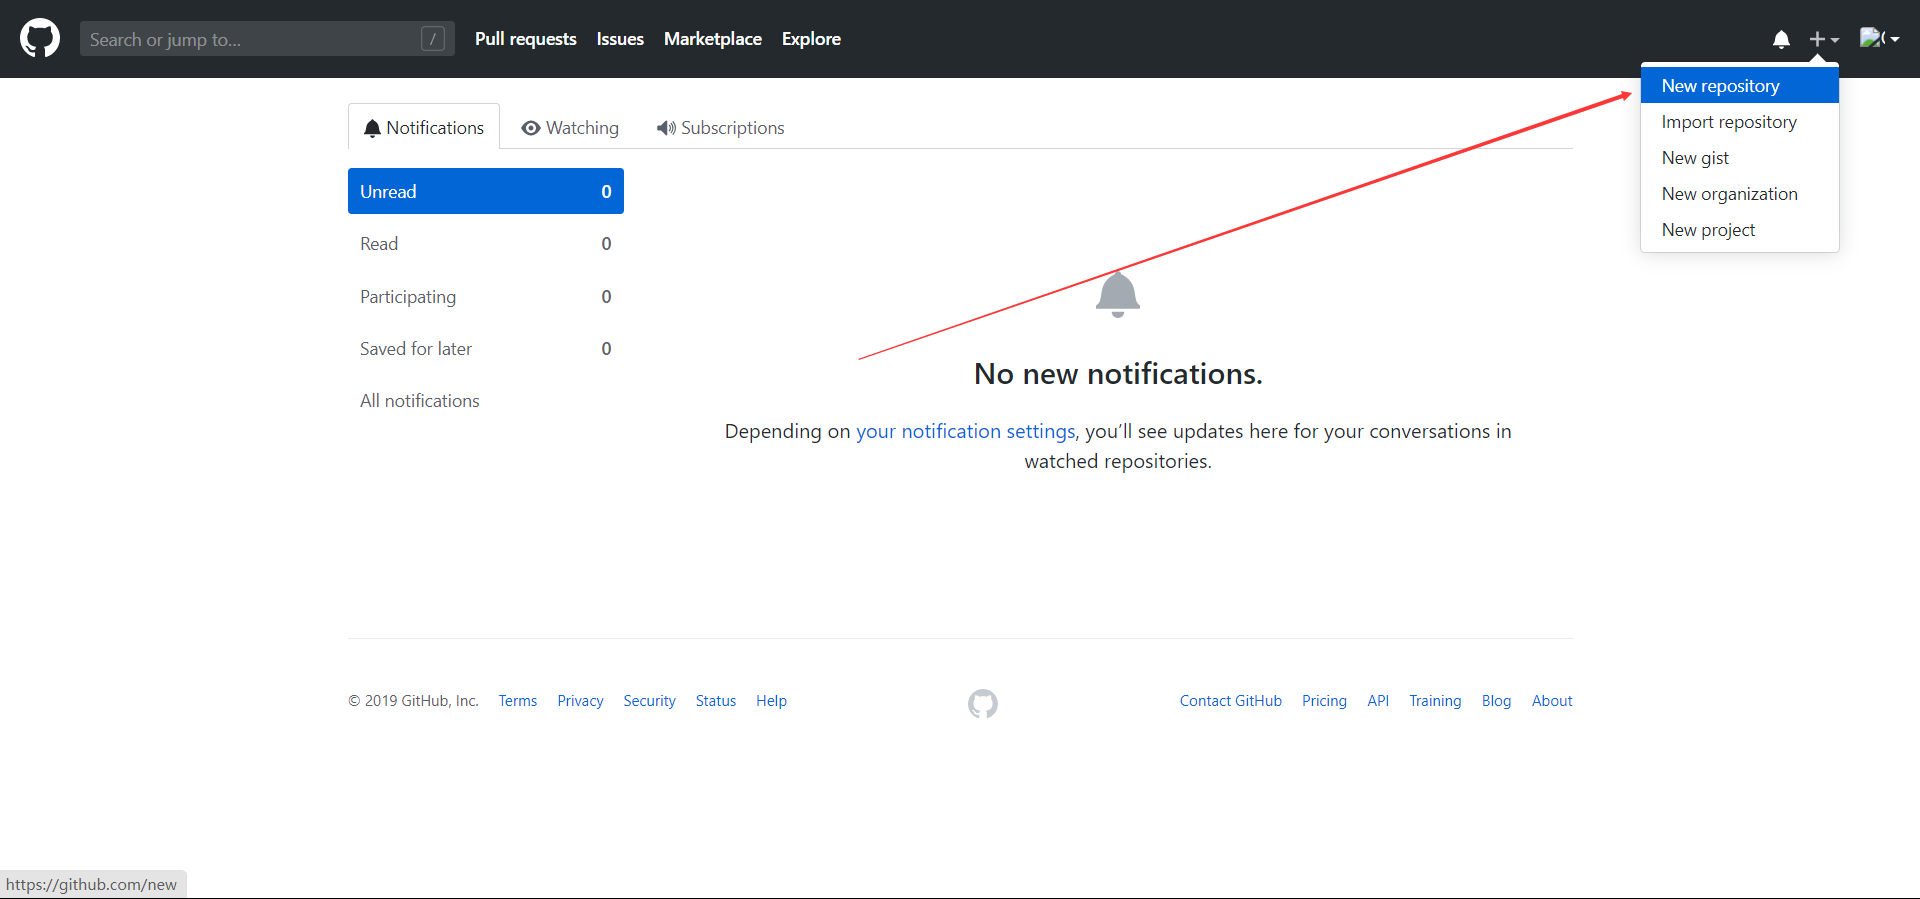 Search or jump to... /
Pull requests Issues Marketplace Explore
New repository
Import repository
New gist
New organization
New project
Notifications Watching Subscriptions
Unread 0
Read 0
Participating 0
Saved for later 0
All notifications
No new notifications.
Depending on your notification settings, you’ll see updates here for your conversations in
watched repositories.
© 2019 GitHub, Inc. Terms Privacy Security Status Help
Contact GitHub Pricing API Training Blog About
https://github.com/new